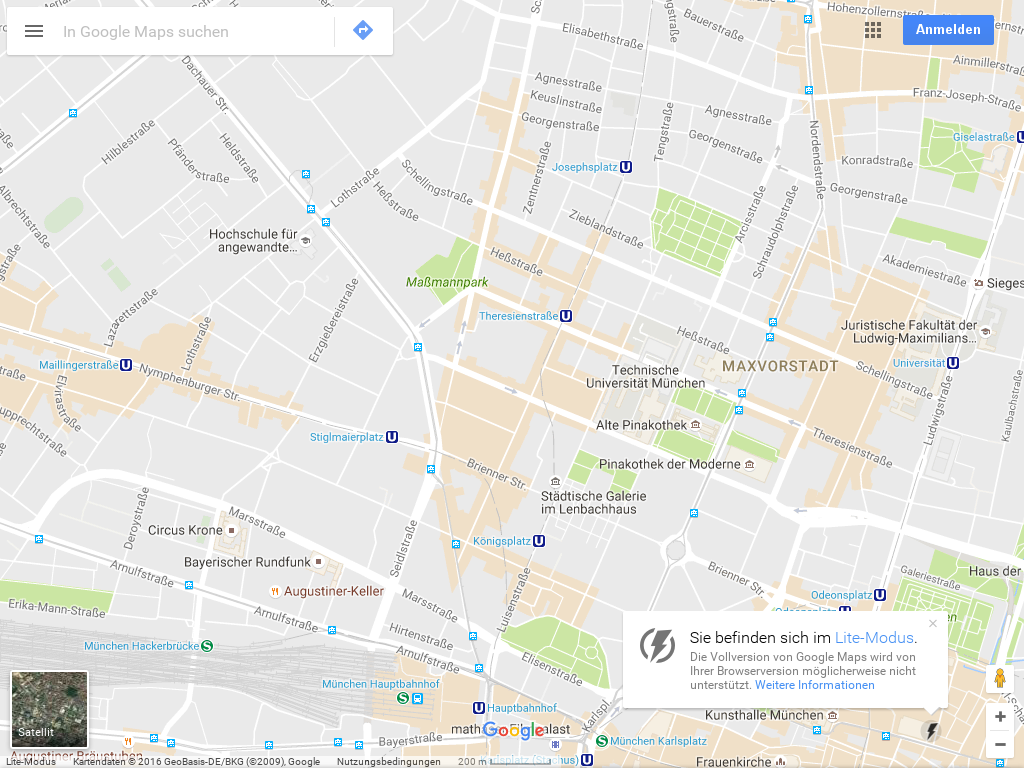 In Google Maps suchen
Anmelden
Hohenzollernstr.
Ainmillerstr.
Franz-Joseph-Straße
Elisabethstraße
Bauerstraße
Agnesstraße
Keuslinstraße
Georgenstraße
Agnesstraße
Georgenstraße
Tengstraße
Nordendstraße
Giselastraße
Konradstraße
Georgenstraße
Dachauer Str.
Hilblestraße
Heldstraße
Pfänderstraße
Josephsplatz
Zentnerstraße
Lothstraße
Heßstraße
Schellingstraße
Arcisstraße
Schraudolphstraße
Albrechtstraße
Zieblandstraße
Hochschule für
angewandte...
Akademiestraße
Sieges
Heßstraße
Maßmannpark
Lazarettstraße
Lothstraße
Erzgießereistraße
Theresienstraße
Heßstraße
Juristische Fakultät der
Ludwig-Maximilians...
Universität
Maillingerstraße
Nymphenburger Str.
Elvirastraße
Technische
Universität München
MAXVORSTADT
Schellingstraße
Kaulbachstraße
Ludwigstraße
Alte Pinakothek
Theresienstraße
Stiglmaierplatz
Brienner Str.
Pinakothek der Moderne
Städtische Galerie
im Lenbachhaus
Deroystraße
Marsstraße
Circus Krone
Seidlstraße
Königsplatz
Bayerischer Rundfunk
Arnulfstraße
Augustiner-Keller
Marsstraße
Luisenstraße
Brienner Str.
Galeriestraße
Haus der
Odeonsplatz
Odeonsplatz
Erika-Mann-Straße
Arnulfstraße
Hirtenstraße
Arnulfstraße
Elisenstraße
München Hackerbrücke
München Hauptbahnhof
Hauptbahnhof
Sie befinden sich im Lite-Modus.
Die Vollversion von Google Maps wird von
Ihrer Browserversion möglicherweise nicht
unterstützt. Weitere Informationen
Karlspl.
Kunsthalle München
Google
Satellit
Bayerstraße
München Karlsplatz
Augustiner Bräustuben
Frauenkirche
Lite-Modus
Kartendaten © 2016 GeoBasis-DE/BKG (©2009), Google
Nutzungsbedingungen
200 m